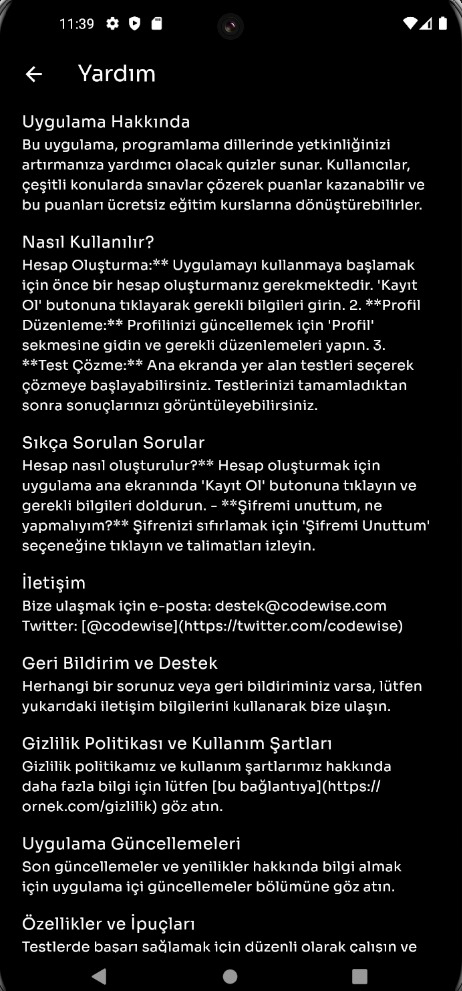 11:39
Yardım
Uygulama Hakkında
Bu uygulama, programlama dillerinde yetkinliğinizi
artırmanıza yardımcı olacak quizler sunar. Kullanıcılar,
çeşitli konularda sınavlar çözerek puanlar kazanabilir ve
bu puanları ücretsiz eğitim kurslarına dönüştürebilirler.
Nasıl Kullanılır?
Hesap Oluşturma:** Uygulamayı kullanmaya başlamak
için önce bir hesap oluşturmanız gerekmektedir. 'Kayıt
Ol' butonuna tıklayarak gerekli bilgileri girin. 2. **Profil
Düzenleme:** Profilinizi güncellemek için 'Profil'
sekmesine gidin ve gerekli düzenlemeleri yapın. 3.
**Test Çözme:** Ana ekranda yer alan testleri seçerek
çözmeye başlayabilirsiniz. Testlerinizi tamamladıktan
sonra sonuçlarınızı görüntüleyebilirsiniz.
Sıkça Sorulan Sorular
Hesap nasıl oluşturulur?** Hesap oluşturmak için
uygulama ana ekranında 'Kayıt Ol' butonuna tıklayın ve
gerekli bilgileri doldurun. - **Şifremi unuttum, ne
yapmalıyım?** Şifrenizi sıfırlamak için 'Şifremi Unuttum'
seçeneğine tıklayın ve talimatları izleyin.
İletişim
Bize ulaşmak için e-posta: destek@codewise.com
Twitter: [@codewise](https://twitter.com/codewise)
Geri Bildirim ve Destek
Herhangi bir sorunuz veya geri bildiriminiz varsa, lütfen
yukarıdaki iletişim bilgilerini kullanarak bize ulaşın.
Gizlilik Politikası ve Kullanım Şartları
Gizlilik politikamız ve kullanım şartlarımız hakkında
daha fazla bilgi için lütfen [bu bağlantıya](https://
ornek.com/gizlilik) göz atın.
Uygulama Güncellemeleri
Son güncellemeler ve yenilikler hakkında bilgi almak
için uygulama içi güncellemeler bölümüne göz atın.
Özellikler ve İpuçları
Testlerde başarı sağlamak için düzenli olarak çalışın ve